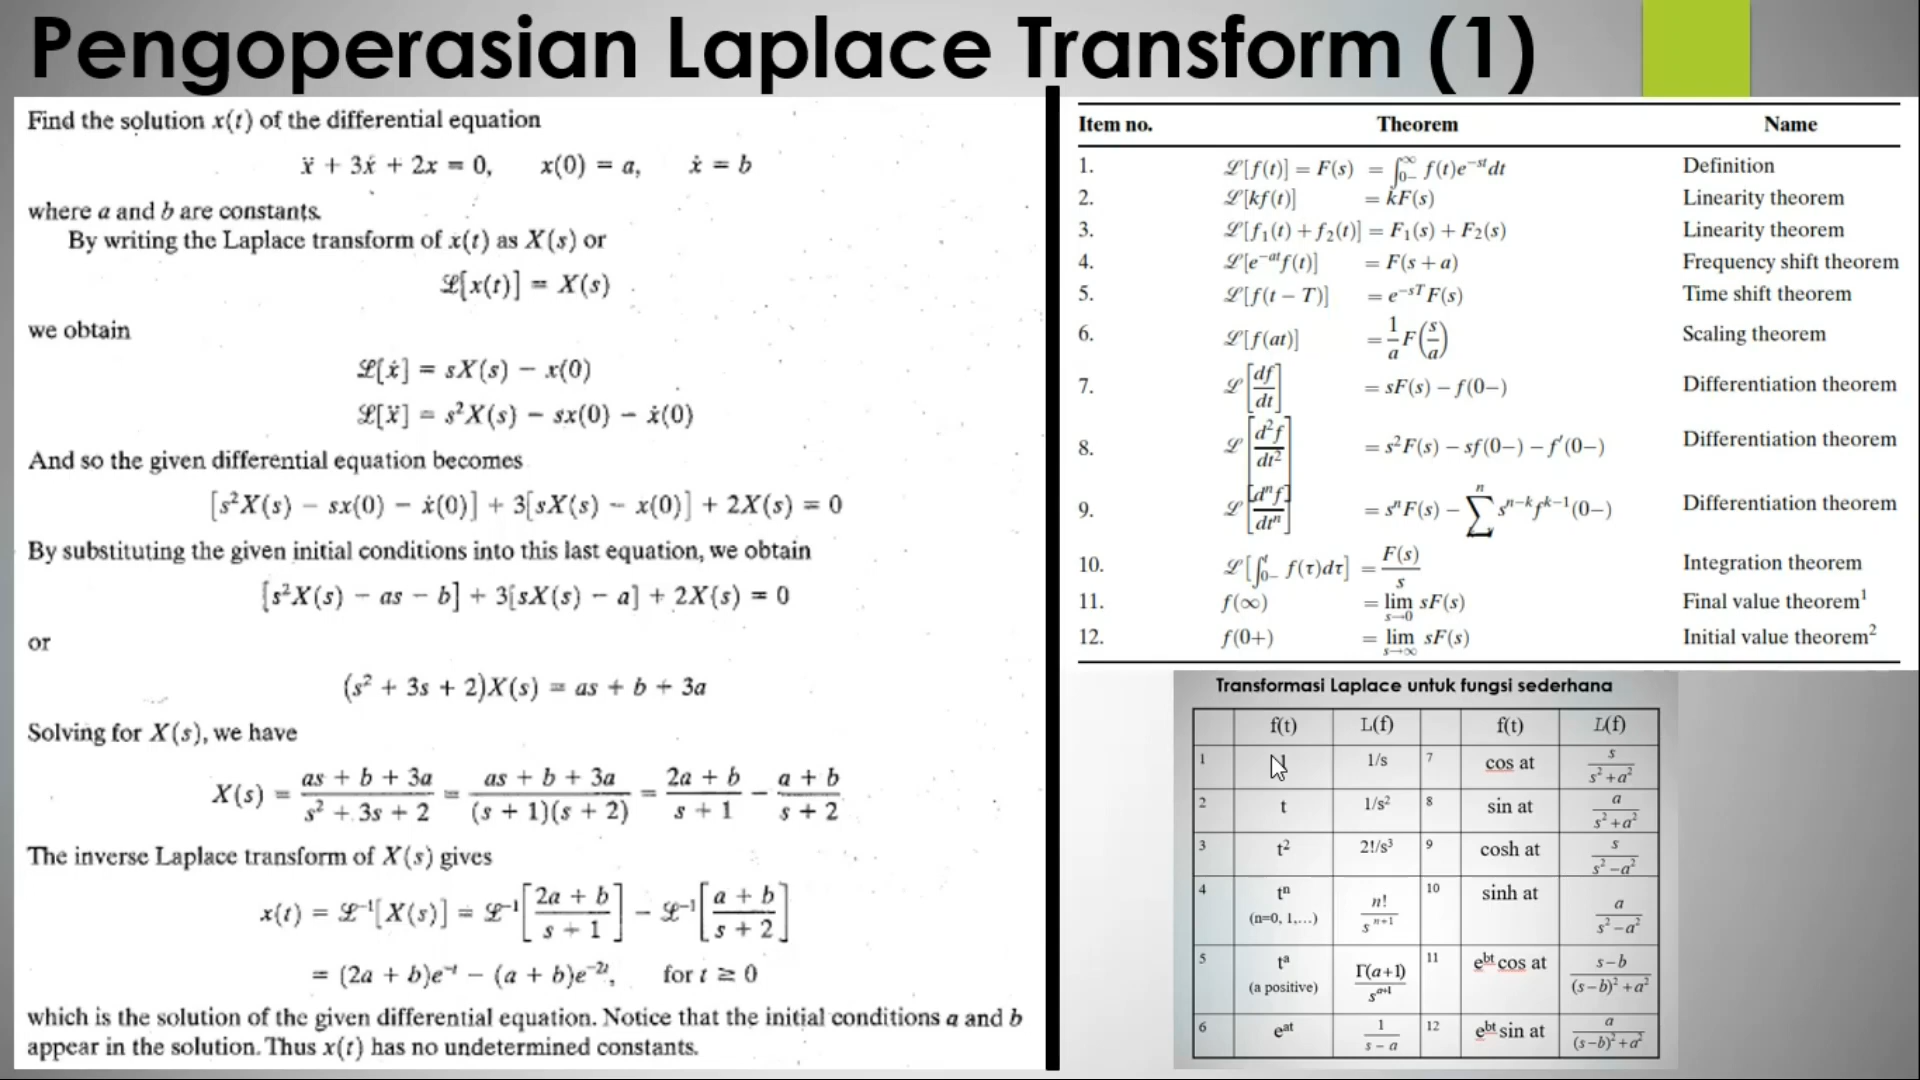 Pengoperasian Laplace Transform (1)
Find the solution x(t) of the differential equation
ẍ + 3ẋ + 2x = 0, x(0) = a, ẋ = b
where a and b are constants.
By writing the Laplace transform of x(t) as X(s) or
ℒ[x(t)] = X(s)
we obtain
ℒ[ẋ] = sX(s) − x(0)
ℒ[ẍ] = s²X(s) − sx(0) − ẋ(0)
And so the given differential equation becomes
[s²X(s) − sx(0) − ẋ(0)] + 3[sX(s) − x(0)] + 2X(s) = 0
By substituting the given initial conditions into this last equation, we obtain
[s²X(s) − as − b] + 3[sX(s) − a] + 2X(s) = 0
or
(s² + 3s + 2)X(s) = as + b + 3a
Solving for X(s), we have
X(s) = (as + b + 3a)/(s² + 3s + 2) = (as + b + 3a)/((s + 1)(s + 2)) = (2a + b)/(s + 1) − (a + b)/(s + 2)
The inverse Laplace transform of X(s) gives
x(t) = ℒ⁻¹[X(s)] = ℒ⁻¹[(2a + b)/(s + 1)] − ℒ⁻¹[(a + b)/(s + 2)]
= (2a + b)e⁻ᵗ − (a + b)e⁻²ᵗ, for t ≥ 0
which is the solution of the given differential equation. Notice that the initial conditions a and b
appear in the solution. Thus x(t) has no undetermined constants.
Item no. Theorem Name
1. ℒ[f(t)] = F(s) = ∫₀₋^∞ f(t)e^−st dt Definition
2. ℒ[kf(t)] = kF(s) Linearity theorem
3. ℒ[f₁(t) + f₂(t)] = F₁(s) + F₂(s) Linearity theorem
4. ℒ[e^−at f(t)] = F(s + a) Frequency shift theorem
5. ℒ[f(t − T)] = e^−sT F(s) Time shift theorem
6. ℒ[f(at)] = 1/a F(s/a) Scaling theorem
7. ℒ[df/dt] = sF(s) − f(0−) Differentiation theorem
8. ℒ[d²f/dt²] = s²F(s) − sf(0−) − f′(0−) Differentiation theorem
9. ℒ[dⁿf/dtⁿ] = sⁿF(s) − ∑ⁿ s^n−k f^k−1(0−) Differentiation theorem
10. ℒ[∫₀₋^t f(τ)dτ] = F(s)/s Integration theorem
11. f(∞) = lim s→0 sF(s) Final value theorem¹
12. f(0+) = lim s→∞ sF(s) Initial value theorem²
Transformasi Laplace untuk fungsi sederhana
f(t) L(f) f(t) L(f)
1 1/s 7 cos at s/(s²+a²)
2 t 1/s² 8 sin at a/(s²+a²)
3 t² 2!/s³ 9 cosh at s/(s²−a²)
4 tⁿ (n=0, 1,…) n!/s^n+1 10 sinh at a/(s²−a²)
5 tᵃ (a positive) Γ(a+1)/s^a+1 11 e^bt cos at (s−b)/((s−b)²+a²)
6 e^at 1/(s−a) 12 e^bt sin at a/((s−b)²+a²)